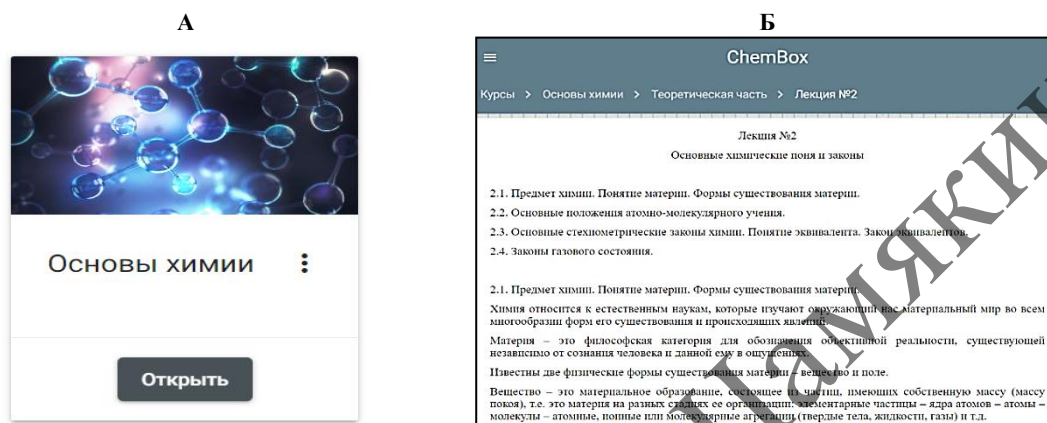 А
Основы химии
Открыть
Б
ChemBox
Курсы > Основы химии > Теоретическая часть > Лекция №2
Лекция №2
Основные химические поня и законы
2.1. Предмет химии. Понятие материи. Формы существования материи.
2.2. Основные положения атомно-молекулярного учения.
2.3. Основные стехиометрические законы химии. Понятие эквивалента. Закон эквивалентов.
2.4. Законы газового состояния.
2.1. Предмет химии. Понятие материи. Формы существования материи.
Химия относится к естественным наукам, которые изучают окружающий нас материальный мир во всем
многообразии форм его существования и происходящих явлений.
Материя – это философская категория для обозначения объективной реальности, существующей
независимо от сознания человека и данной ему в ощущениях.
Известны две физические формы существования материи – вещество и поле.
Вещество – это материальное образование, состоящее из частиц, имеющих собственную массу (массу
покоя), т.е. это материя на разных стадиях ее организации: элементарные частицы – ядра атомов – атомы –
молекулы – атомные, ионные или молекулярные агрегации (твердые тела, жидкости, газы) и т.д.